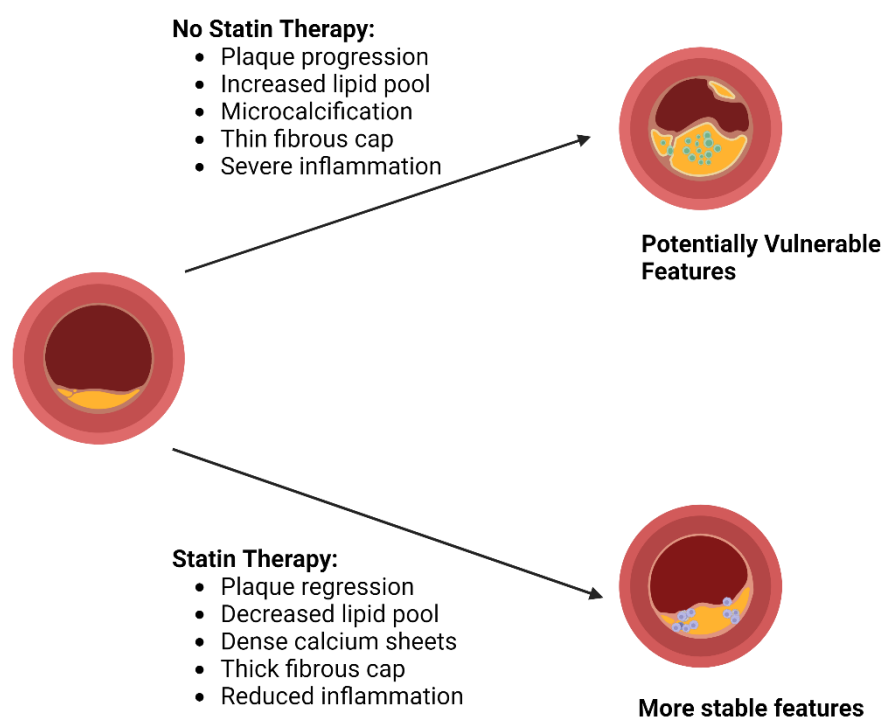 No Statin Therapy:
• Plaque progression
• Increased lipid pool
• Microcalcification
• Thin fibrous cap
• Severe inflammation
Potentially Vulnerable
Features
Statin Therapy:
• Plaque regression
• Decreased lipid pool
• Dense calcium sheets
• Thick fibrous cap
• Reduced inflammation
More stable features